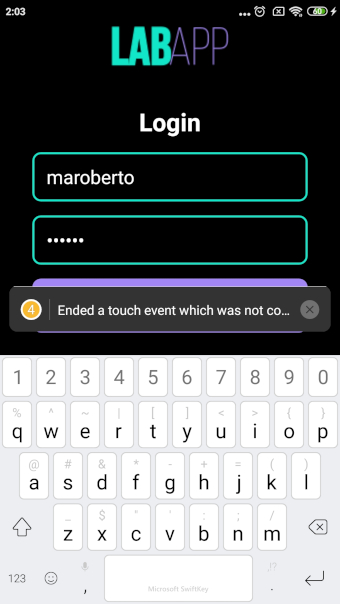 2:03
60
LABAPP
Login
maroberto
••••••
4 Ended a touch event which was not co...
1 2 3 4 5 6 7 8 9 0
% ^ ~ | [ ] < > { }
q w e r t y u i o p
@ # & * - + = ( )
a s d f g h j k l
_ $ " ' : ; /
z x c v b n m
,!?
123 , Microsoft SwiftKey .